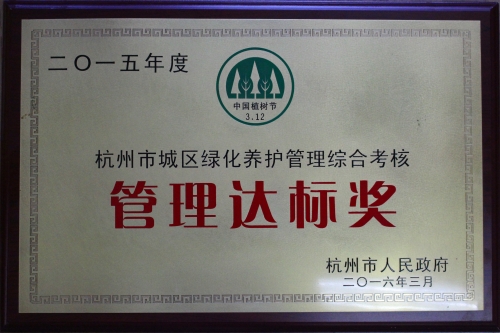 二〇一五年度
中国植树节
3.12
杭州市城区绿化养护管理综合考核
管理达标奖
杭州市人民政府
二〇一六年三月